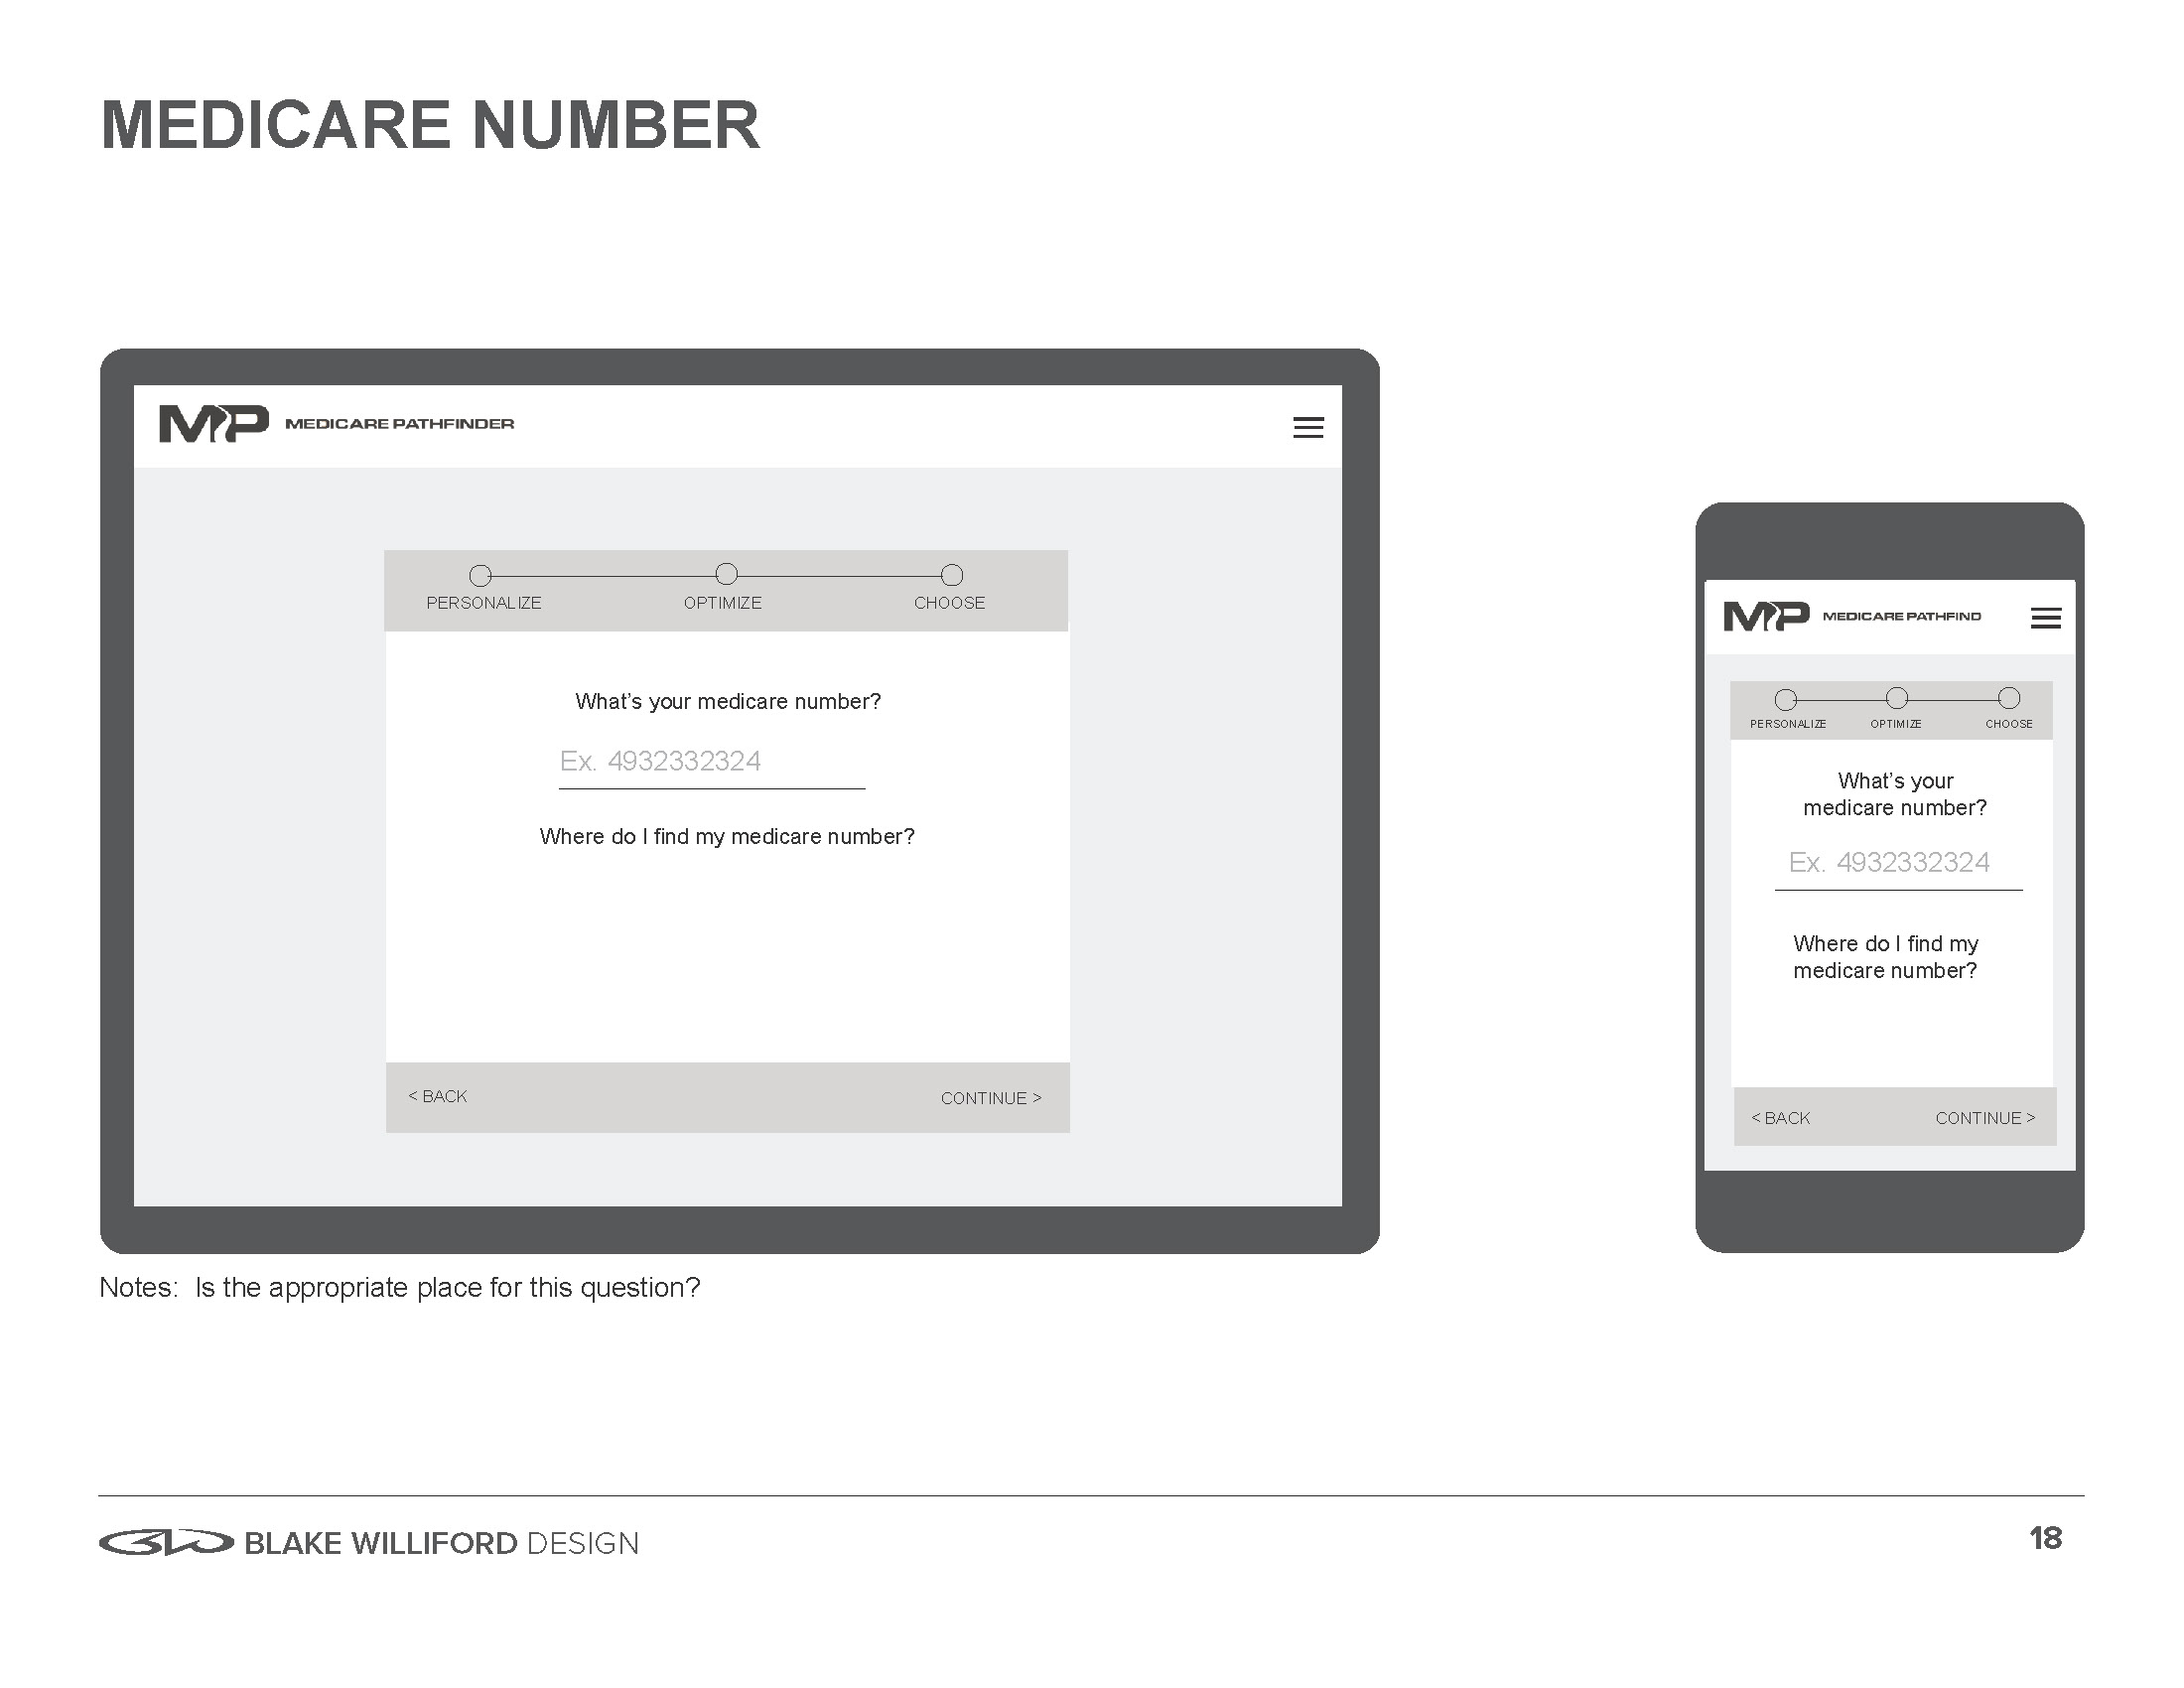 MEDICARE NUMBER
MP MEDICARE PATHFINDER
PERSONALIZE OPTIMIZE CHOOSE
What's your medicare number?
Ex. 4932332324
Where do I find my medicare number?
< BACK CONTINUE >
MP MEDICARE PATHFIND
PERSONALIZE OPTIMIZE CHOOSE
What's your
medicare number?
Ex. 4932332324
Where do I find my
medicare number?
< BACK CONTINUE >
Notes: Is the appropriate place for this question?
BW BLAKE WILLIFORD DESIGN
18